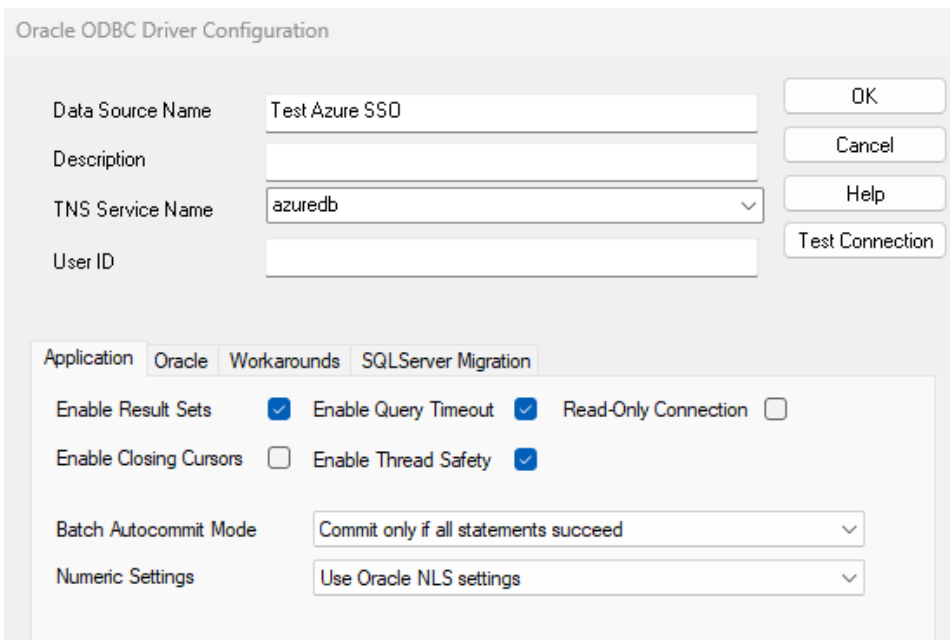 Oracle ODBC Driver Configuration
Data Source Name Test Azure SSO OK
Description Cancel
TNS Service Name azuredb Help
User ID Test Connection
Application Oracle Workarounds SQLServer Migration
Enable Result Sets Enable Query Timeout Read-Only Connection
Enable Closing Cursors Enable Thread Safety
Batch Autocommit Mode Commit only if all statements succeed
Numeric Settings Use Oracle NLS settings